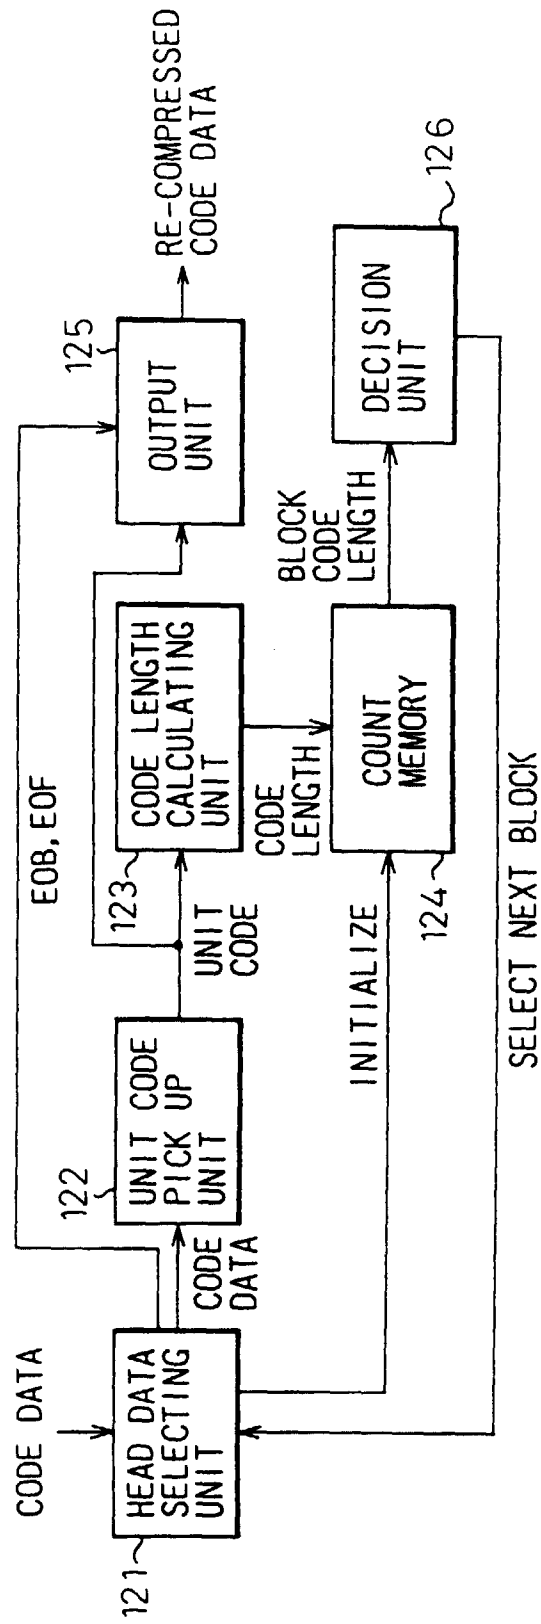 CODE DATA
HEAD DATA
SELECTING
UNIT
121
EOB, EOF
CODE
DATA
122
UNIT CODE
PICK UP
UNIT
UNIT
CODE
123
CODE LENGTH
CALCULATING
UNIT
CODE
LENGTH
125
OUTPUT
UNIT
RE-COMPRESSED
CODE DATA
INITIALIZE
124
COUNT
MEMORY
BLOCK
CODE
LENGTH
DECISION
UNIT
126
SELECT NEXT BLOCK